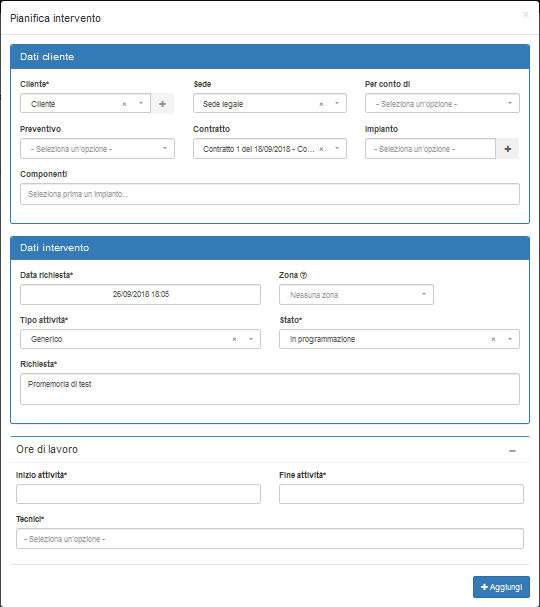 Pianifica intervento ×
Dati cliente
Cliente* Sede Per conto di
Cliente × + Sede legale × - Seleziona un'opzione -
Preventivo Contratto Impianto
- Seleziona un'opzione - Contratto 1 del 18/09/2018 - Co... × - Seleziona un'opzione - +
Componenti
Seleziona prima un impianto...
Dati intervento
Data richiesta* Zona ?
26/09/2018 18:05 Nessuna zona
Tipo attività* Stato*
Generico × In programmazione ×
Richiesta*
Promemoria di test
Ore di lavoro −
Inizio attività* Fine attività*
Tecnici*
- Seleziona un'opzione -
+ Aggiungi